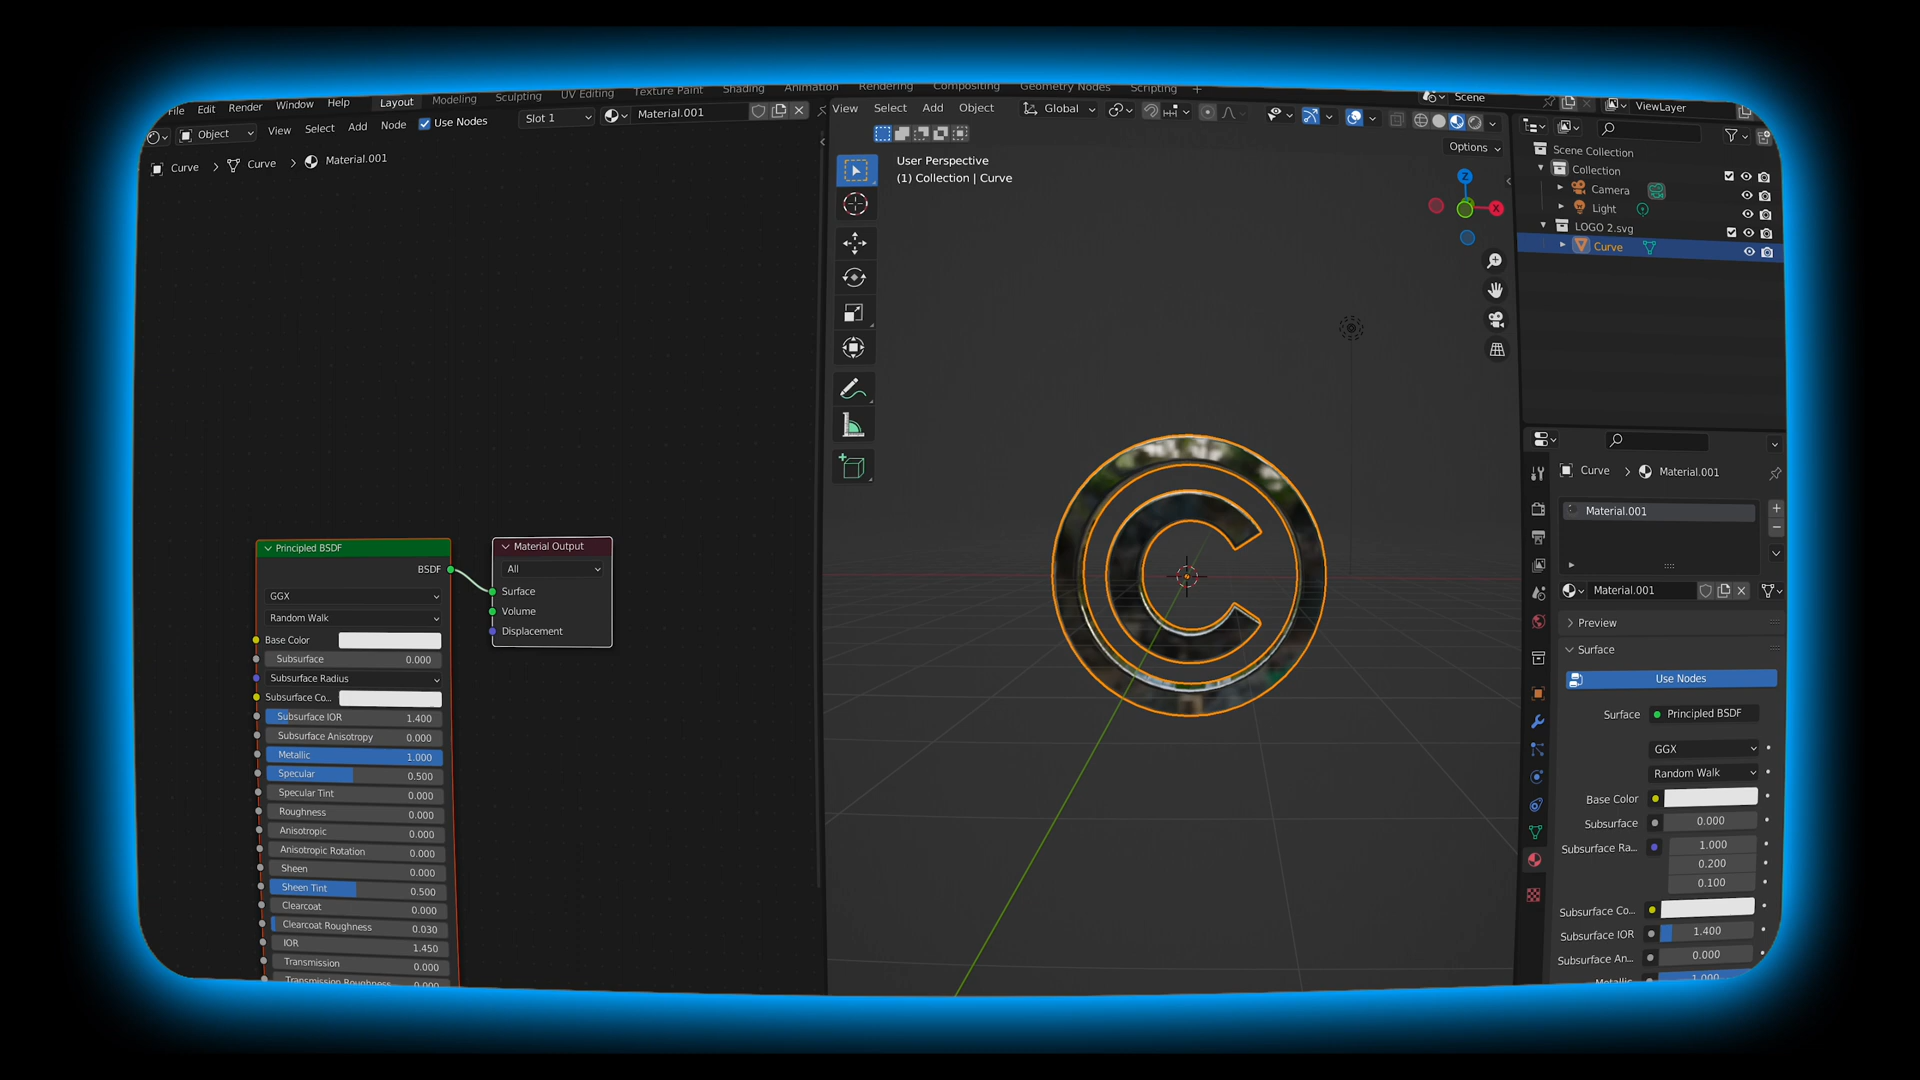 File Edit Render Window Help Layout Modeling Sculpting UV Editing Texture Paint Shading Animation Rendering Compositing Geometry Nodes Scripting +
Scene
ViewLayer
Object View Select Add Node Use Nodes Slot 1 Material.001
View Select Add Object Global
Options
Curve > Curve > Material.001
User Perspective
(1) Collection | Curve
Z
X
Scene Collection
Collection
Camera
Light
LOGO 2.svg
Curve
Principled BSDF
BSDF
GGX
Random Walk
Base Color
Subsurface 0.000
Subsurface Radius
Subsurface Co...
Subsurface IOR 1.400
Subsurface Anisotropy 0.000
Metallic 1.000
Specular 0.500
Specular Tint 0.000
Roughness 0.000
Anisotropic 0.000
Anisotropic Rotation 0.000
Sheen 0.000
Sheen Tint 0.500
Clearcoat 0.000
Clearcoat Roughness 0.030
IOR 1.450
Transmission 0.000
Transmission Roughness 0.000
Material Output
All
Surface
Volume
Displacement
©
Curve > Material.001
Material.001
Material.001
Preview
Surface
Use Nodes
Surface Principled BSDF
GGX
Random Walk
Base Color
Subsurface 0.000
Subsurface Ra... 1.000
0.200
0.100
Subsurface Co...
Subsurface IOR 1.400
Subsurface An... 0.000
Metallic 1.000